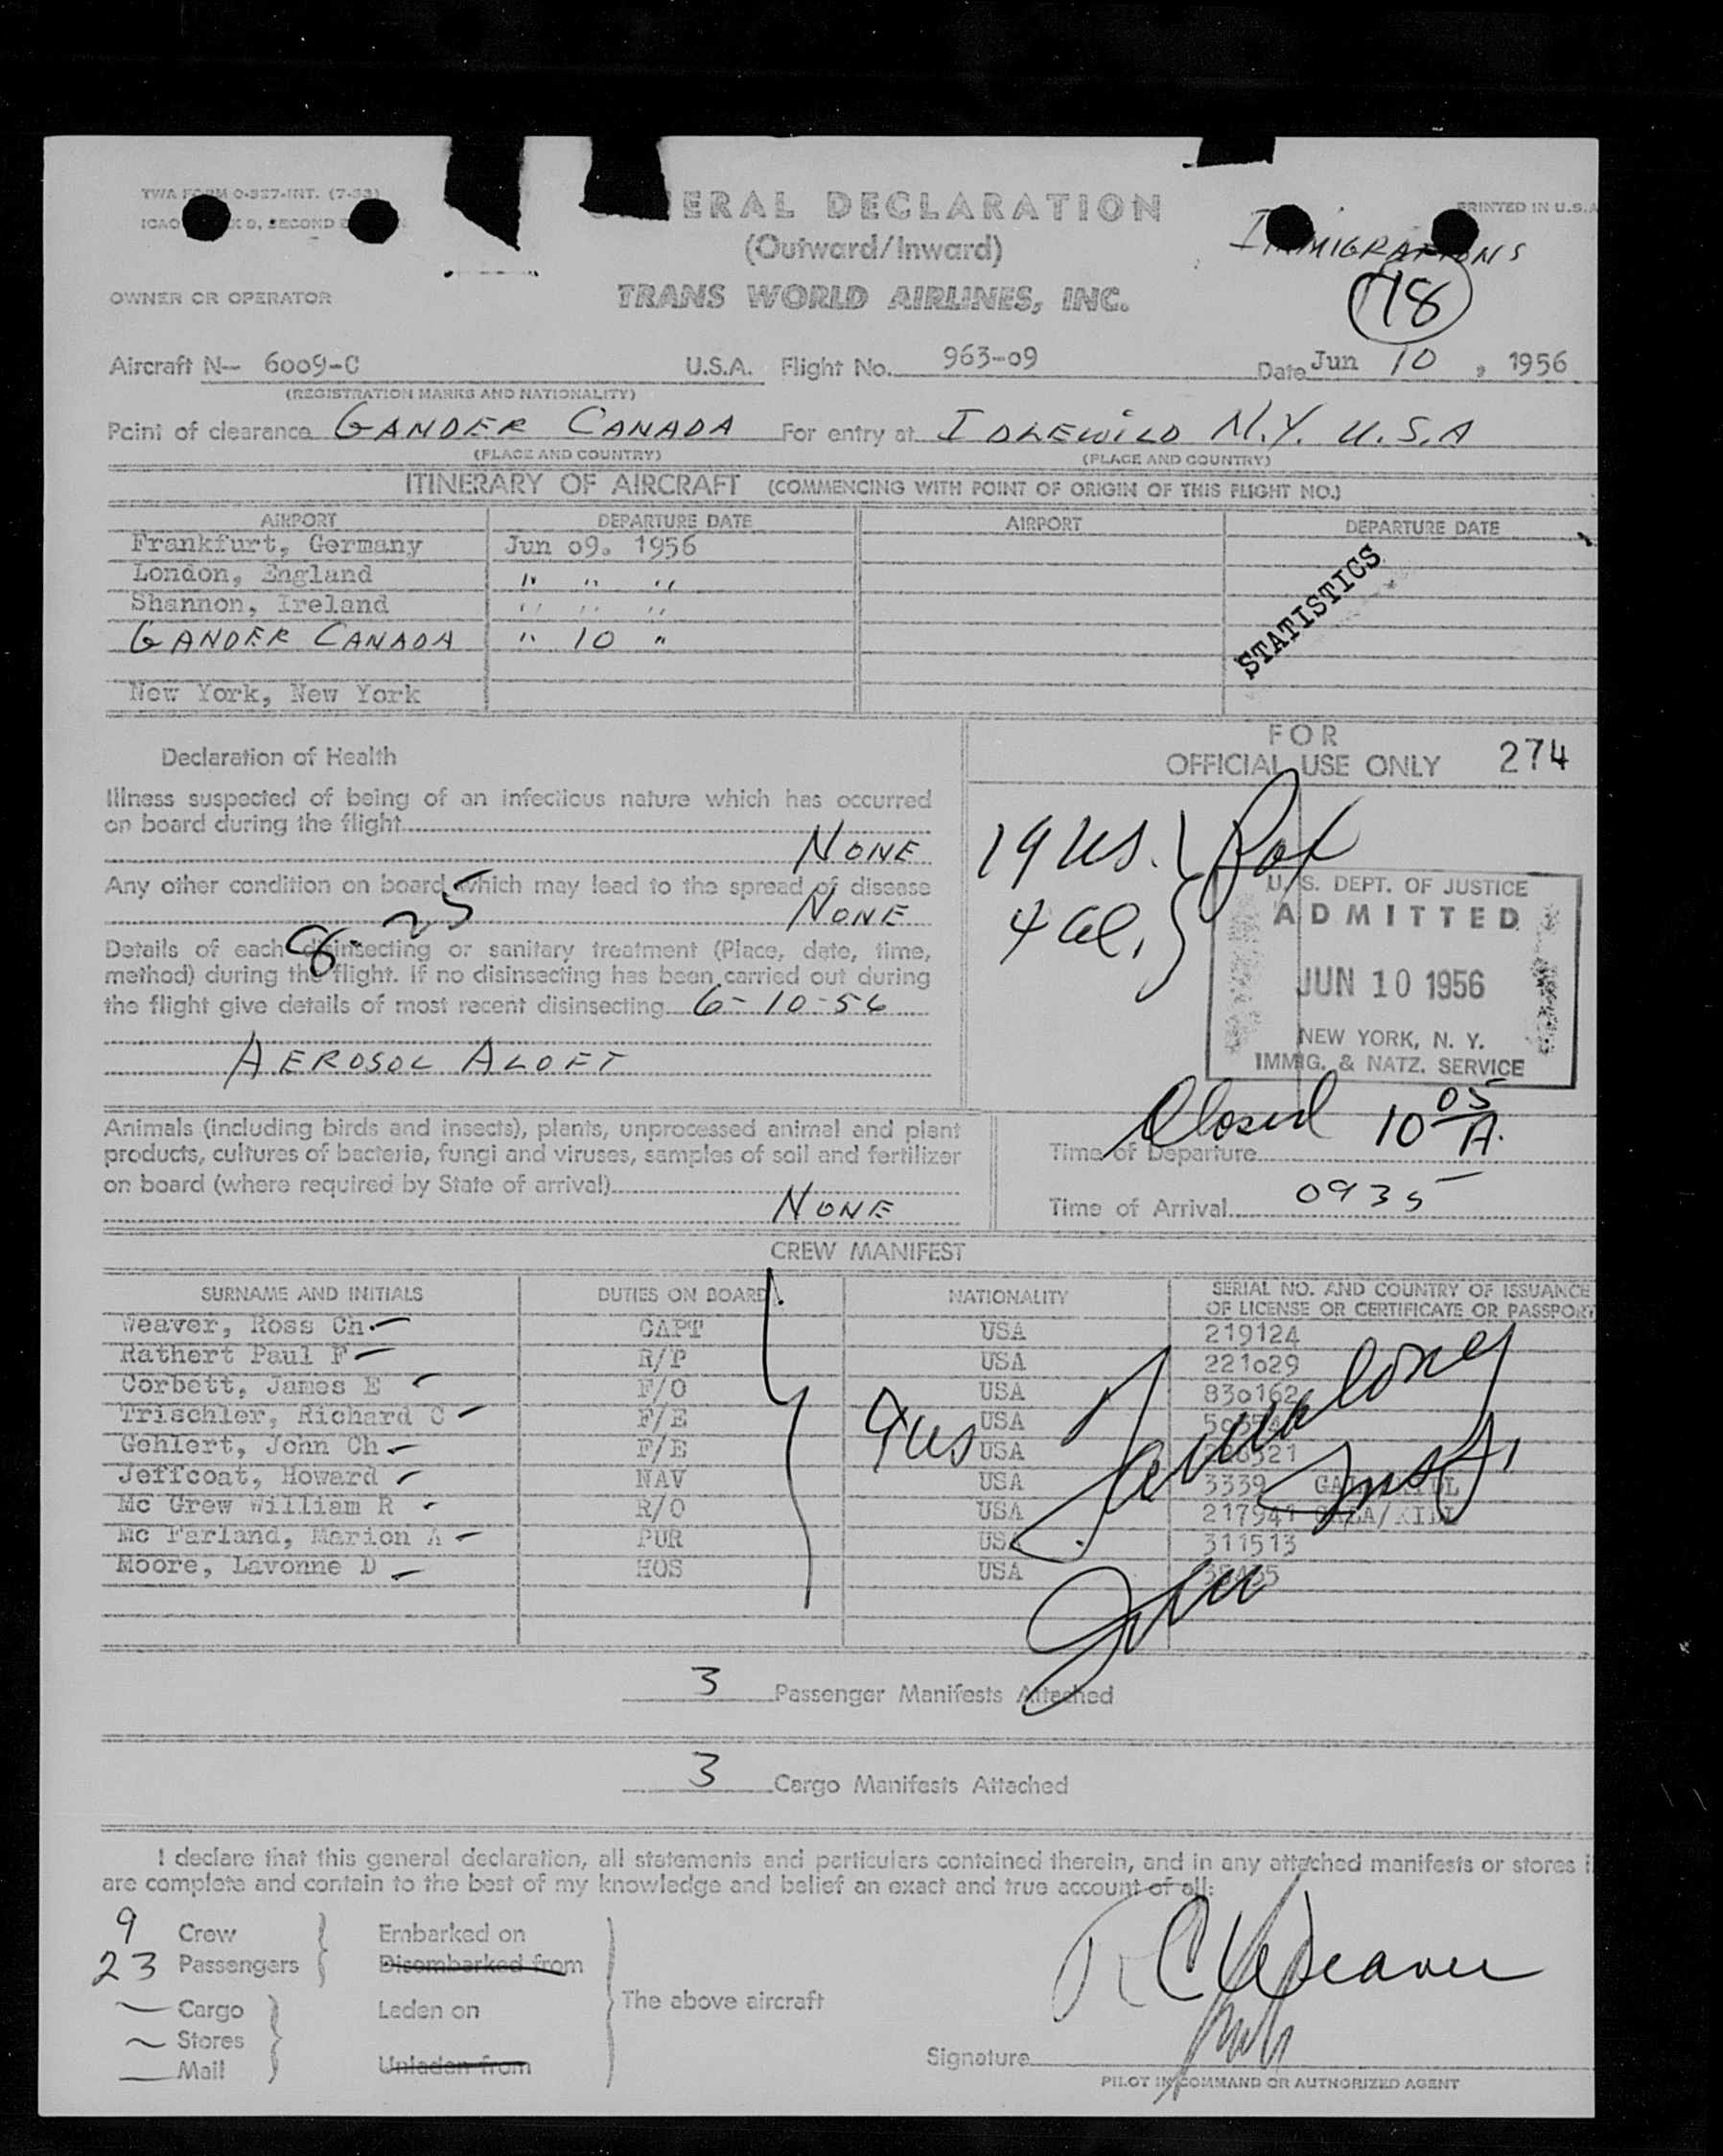 TWA FORM 0-327-INT.
PRINTED IN U.S.A
SECOND
ERAL DECLARATION
(Outward/Inward)
IMMIGRATIONS
18
OWNER OR OPERATOR
TRANS WORLD AIRLINES, INC.
Aircraft N- 6009-C U.S.A. Flight No. 963-09 Date Jun 10, 1956
(REGISTRATION MARKS AND NATIONALITY)
Point of clearance GANDER CANADA For entry at IDLEWILD N.Y. U.S.A
(PLACE AND COUNTRY) (PLACE AND COUNTRY)
ITINERARY OF AIRCRAFT (COMMENCING WITH POINT OF ORIGIN OF THIS FLIGHT NO.)
AIRPORT DEPARTURE DATE AIRPORT DEPARTURE DATE
Frankfurt, Germany Jun 09. 1956
London, England " " "
Shannon, Ireland " " "
GANDER CANADA " 10 "
New York, New York
STATISTICS
FOR
OFFICIAL USE ONLY 274
Declaration of Health
Illness suspected of being of an infectious nature which has occurred
on board during the flight
NONE
Any other condition on board which may lead to the spread of disease
NONE
8-25
Details of each disinsecting or sanitary treatment (Place, date, time,
method) during the flight. If no disinsecting has been carried out during
the flight give details of most recent disinsecting 6-10-56
AEROSOL ALOFT
19 US.
4 al.
U.S. DEPT. OF JUSTICE
ADMITTED
JUN 10 1956
NEW YORK, N. Y.
IMMIG. & NATZ. SERVICE
Animals (including birds and insects), plants, unprocessed animal and plant
products, cultures of bacteria, fungi and viruses, samples of soil and fertilizer
on board (where required by State of arrival)
NONE
Closed 10 05 A.
Time of Departure
Time of Arrival 0935
CREW MANIFEST
SURNAME AND INITIALS DUTIES ON BOARD NATIONALITY SERIAL NO. AND COUNTRY OF ISSUANCE
OF LICENSE OR CERTIFICATE OR PASSPORT
Weaver, Ross Ch CAPT USA 219124
Rathert Paul F R/P USA 221029
Corbett, James E F/O USA 830162
Trischler, Richard C F/E USA
Gehlert, John Ch F/E USA
Jeffcoat, Howard NAV USA 3339
Mc Grew William R R/O USA 217941
Mc Farland, Marion A PUR USA 311513
Moore, Lavonne D HOS USA
9 US
3 Passenger Manifests Attached
3 Cargo Manifests Attached
I declare that this general declaration, all statements and particulars contained therein, and in any attached manifests or stores
are complete and contain to the best of my knowledge and belief an exact and true account of all:
9 Crew Embarked on
23 Passengers Disembarked from
Cargo Laden on
The above aircraft
Stores
Mail Unladen from
R C Weaver
Signature
PILOT IN COMMAND OR AUTHORIZED AGENT